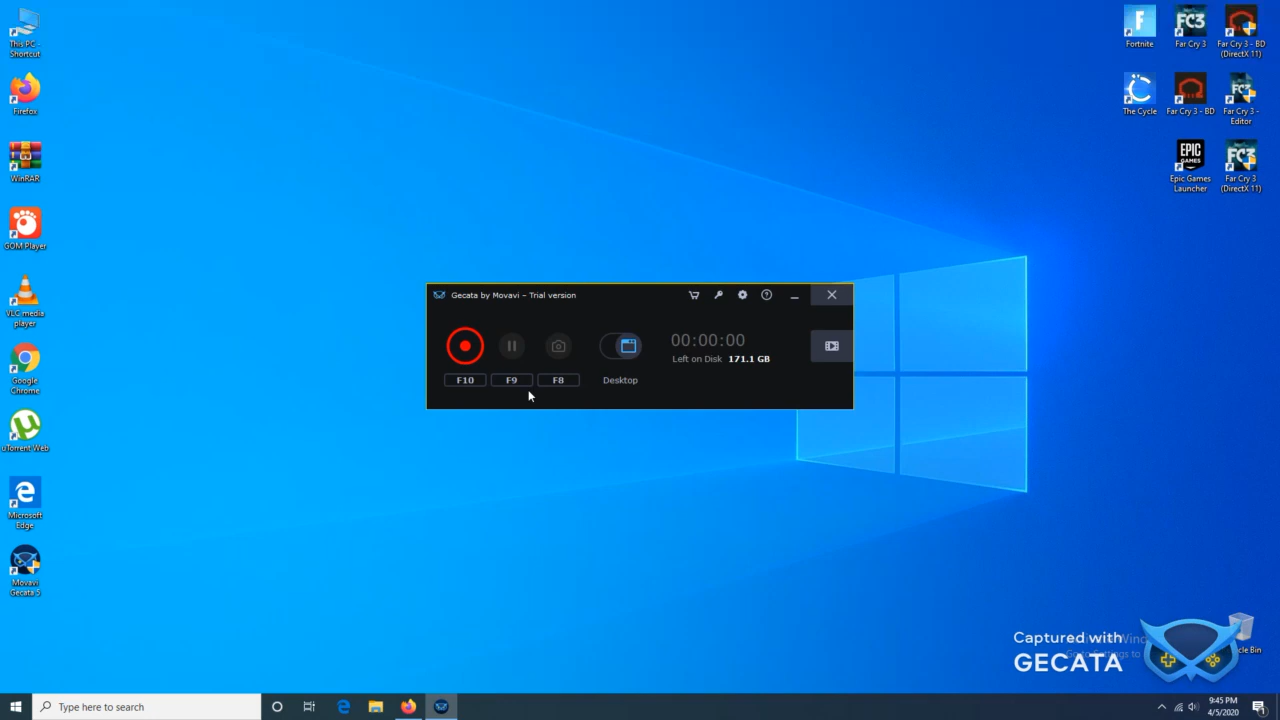 This PC -
Shortcut
Firefox
WinRAR
GOM Player
VLC media
player
Google
Chrome
uTorrent Web
Microsoft
Edge
Movavi
Gecata 5
Fortnite
Far Cry 3
Far Cry 3 - BD
(DirectX 11)
The Cycle
Far Cry 3 - BD
Far Cry 3 -
Editor
EPIC
GAMES
Epic Games
Launcher
Far Cry 3
(DirectX 11)
Gecata by Movavi – Trial version
00:00:00
Left on Disk 171.1 GB
F10
F9
F8
Desktop
Captured with
GECATA
Go to Settings to
Type here to search
9:45 PM
4/5/2020